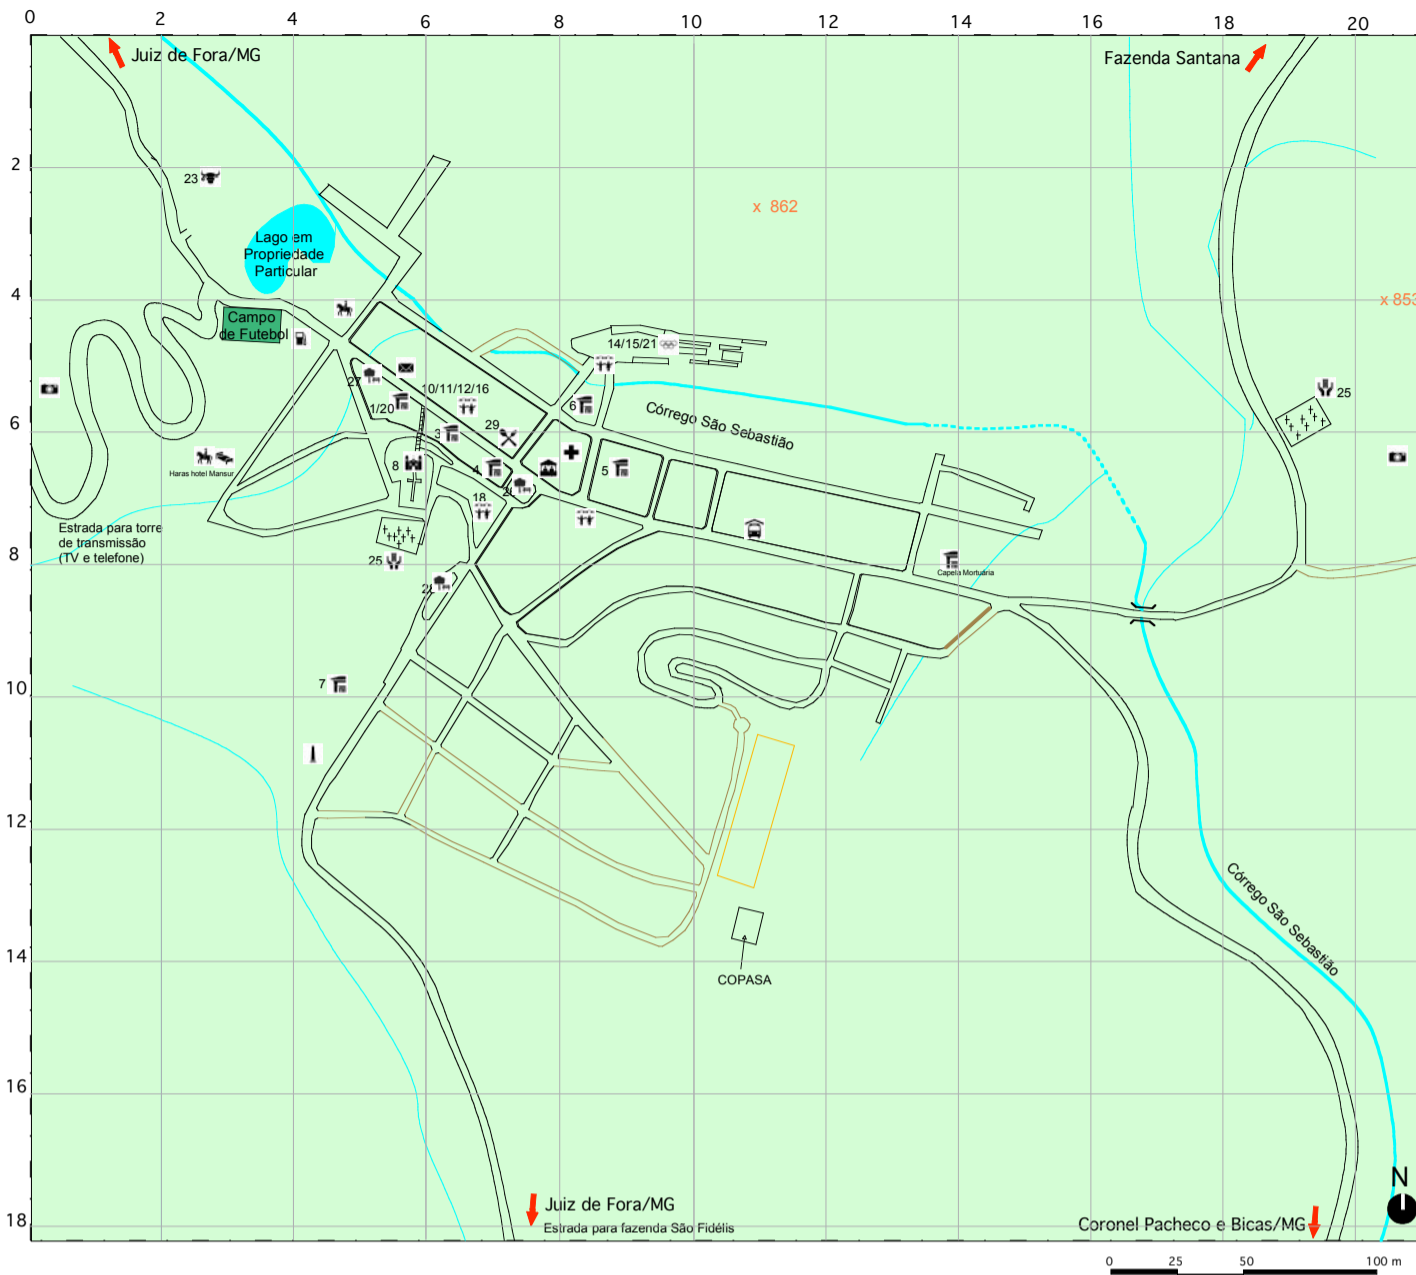 0 2 4 6 8 10 12 14 16 18 20
Juiz de Fora/MG
Fazenda Santana
2
23
x 862
Lago em
Propriedade
Particular
4
x 853
Campo
de Futebol
14/15/21
27
10/11/12/16
25
1/20
6
Córrego São Sebastião
29
6
3
8
4
5
Haras hotel Mansur
18
Estrada para torre
de transmissão
(TV e telefone)
8
25
Capela Mortuária
10
7
12
Córrego São Sebastião
14
COPASA
16
N
18
Juiz de Fora/MG
Estrada para fazenda São Fidélis
Coronel Pacheco e Bicas/MG
0 25 50 100 m